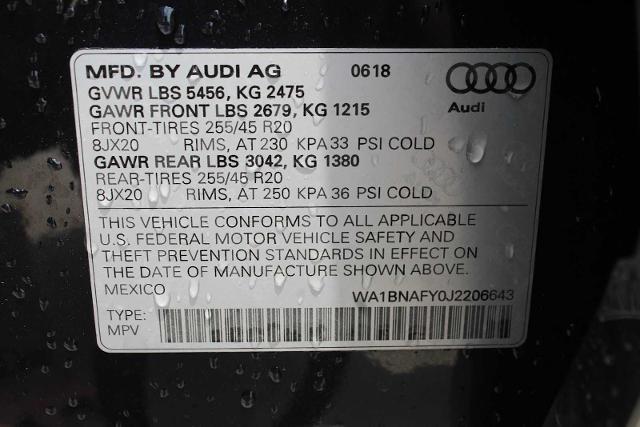 MFD. BY AUDI AG 0618
GVWR LBS 5456, KG 2475
GAWR FRONT LBS 2679, KG 1215
Audi
FRONT-TIRES 255/45 R20
8JX20 RIMS, AT 230 KPA 33 PSI COLD
GAWR REAR LBS 3042, KG 1380
REAR-TIRES 255/45 R20
8JX20 RIMS, AT 250 KPA 36 PSI COLD
THIS VEHICLE CONFORMS TO ALL APPLICABLE
U.S. FEDERAL MOTOR VEHICLE SAFETY AND
THEFT PREVENTION STANDARDS IN EFFECT ON
THE DATE OF MANUFACTURE SHOWN ABOVE.
MEXICO WA1BNAFY0J2206643
TYPE:
MPV